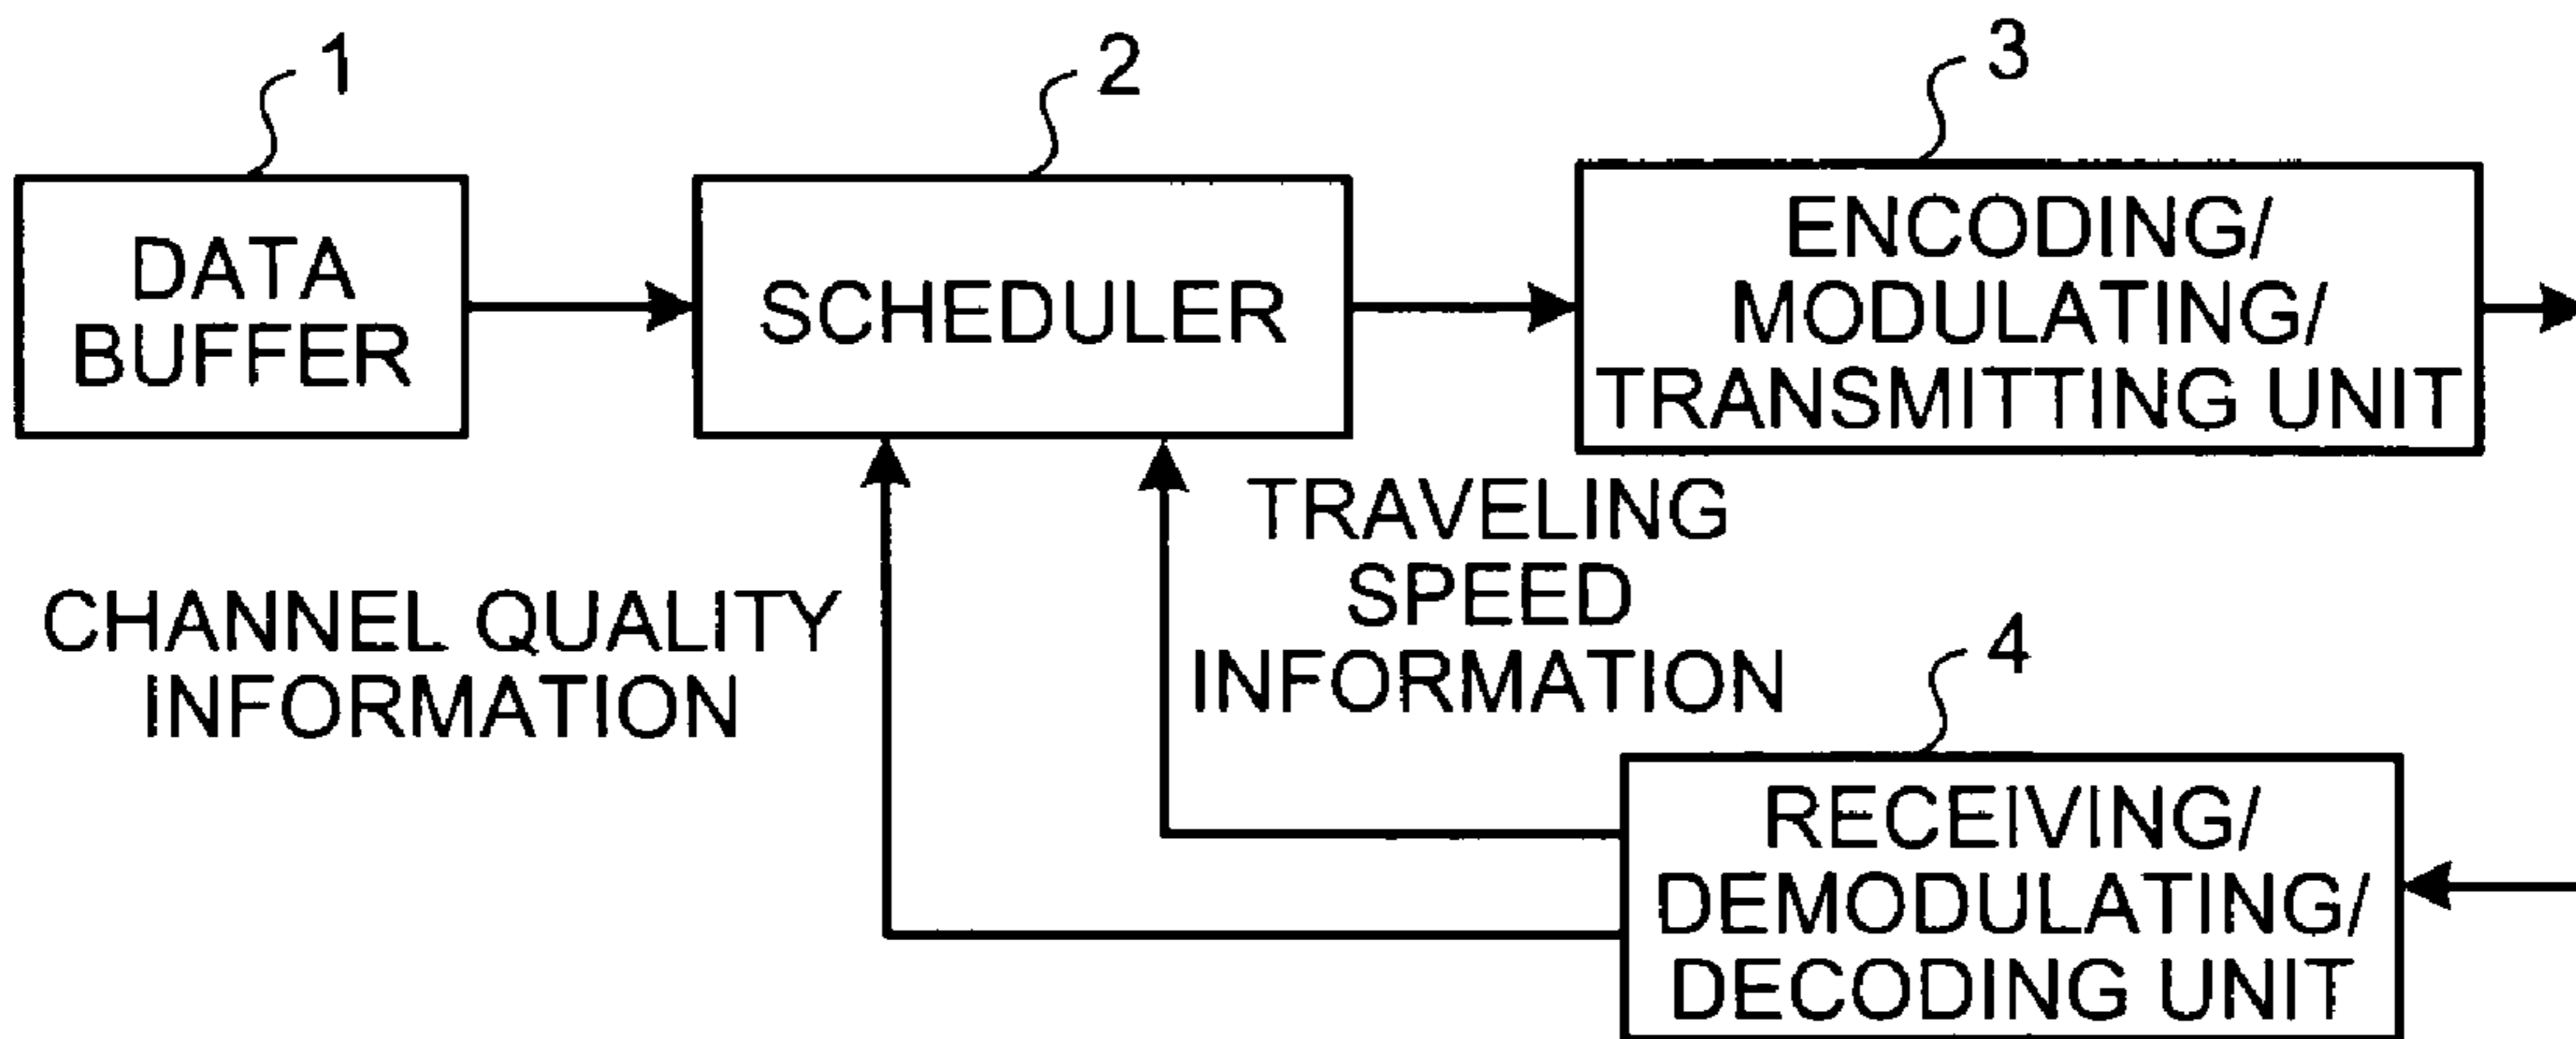 1
2
3
DATA
BUFFER
SCHEDULER
ENCODING/
MODULATING/
TRANSMITTING UNIT
CHANNEL QUALITY
INFORMATION
TRAVELING
SPEED
INFORMATION
4
RECEIVING/
DEMODULATING/
DECODING UNIT